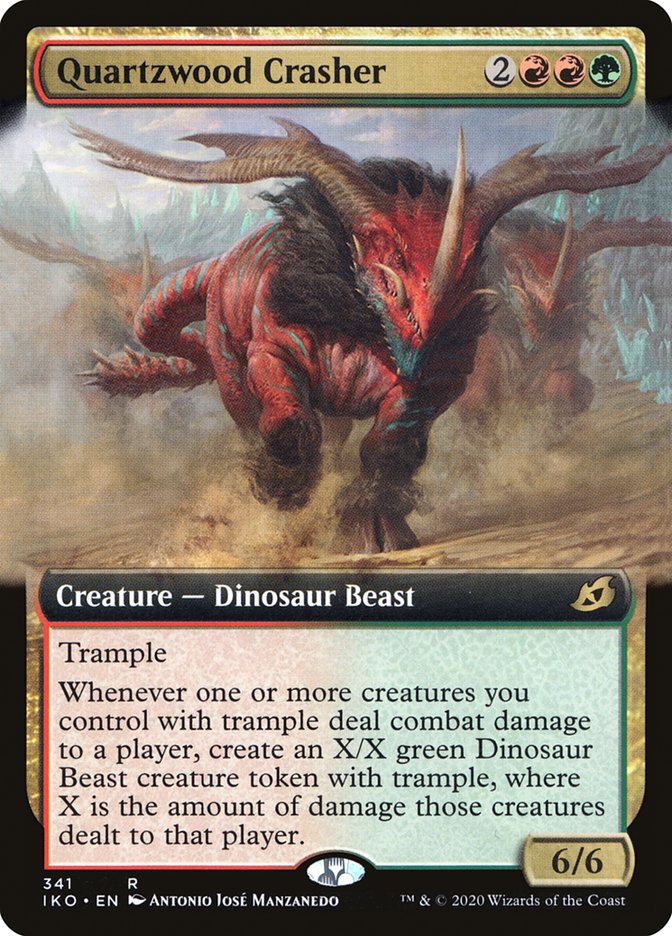 Quartzwood Crasher 2
Creature — Dinosaur Beast
Trample
Whenever one or more creatures you
control with trample deal combat damage
to a player, create an X/X green Dinosaur
Beast creature token with trample, where
X is the amount of damage those creatures
dealt to that player.
6/6
341 R
IKO • EN Antonio José Manzanedo
™ & © 2020 Wizards of the Coast